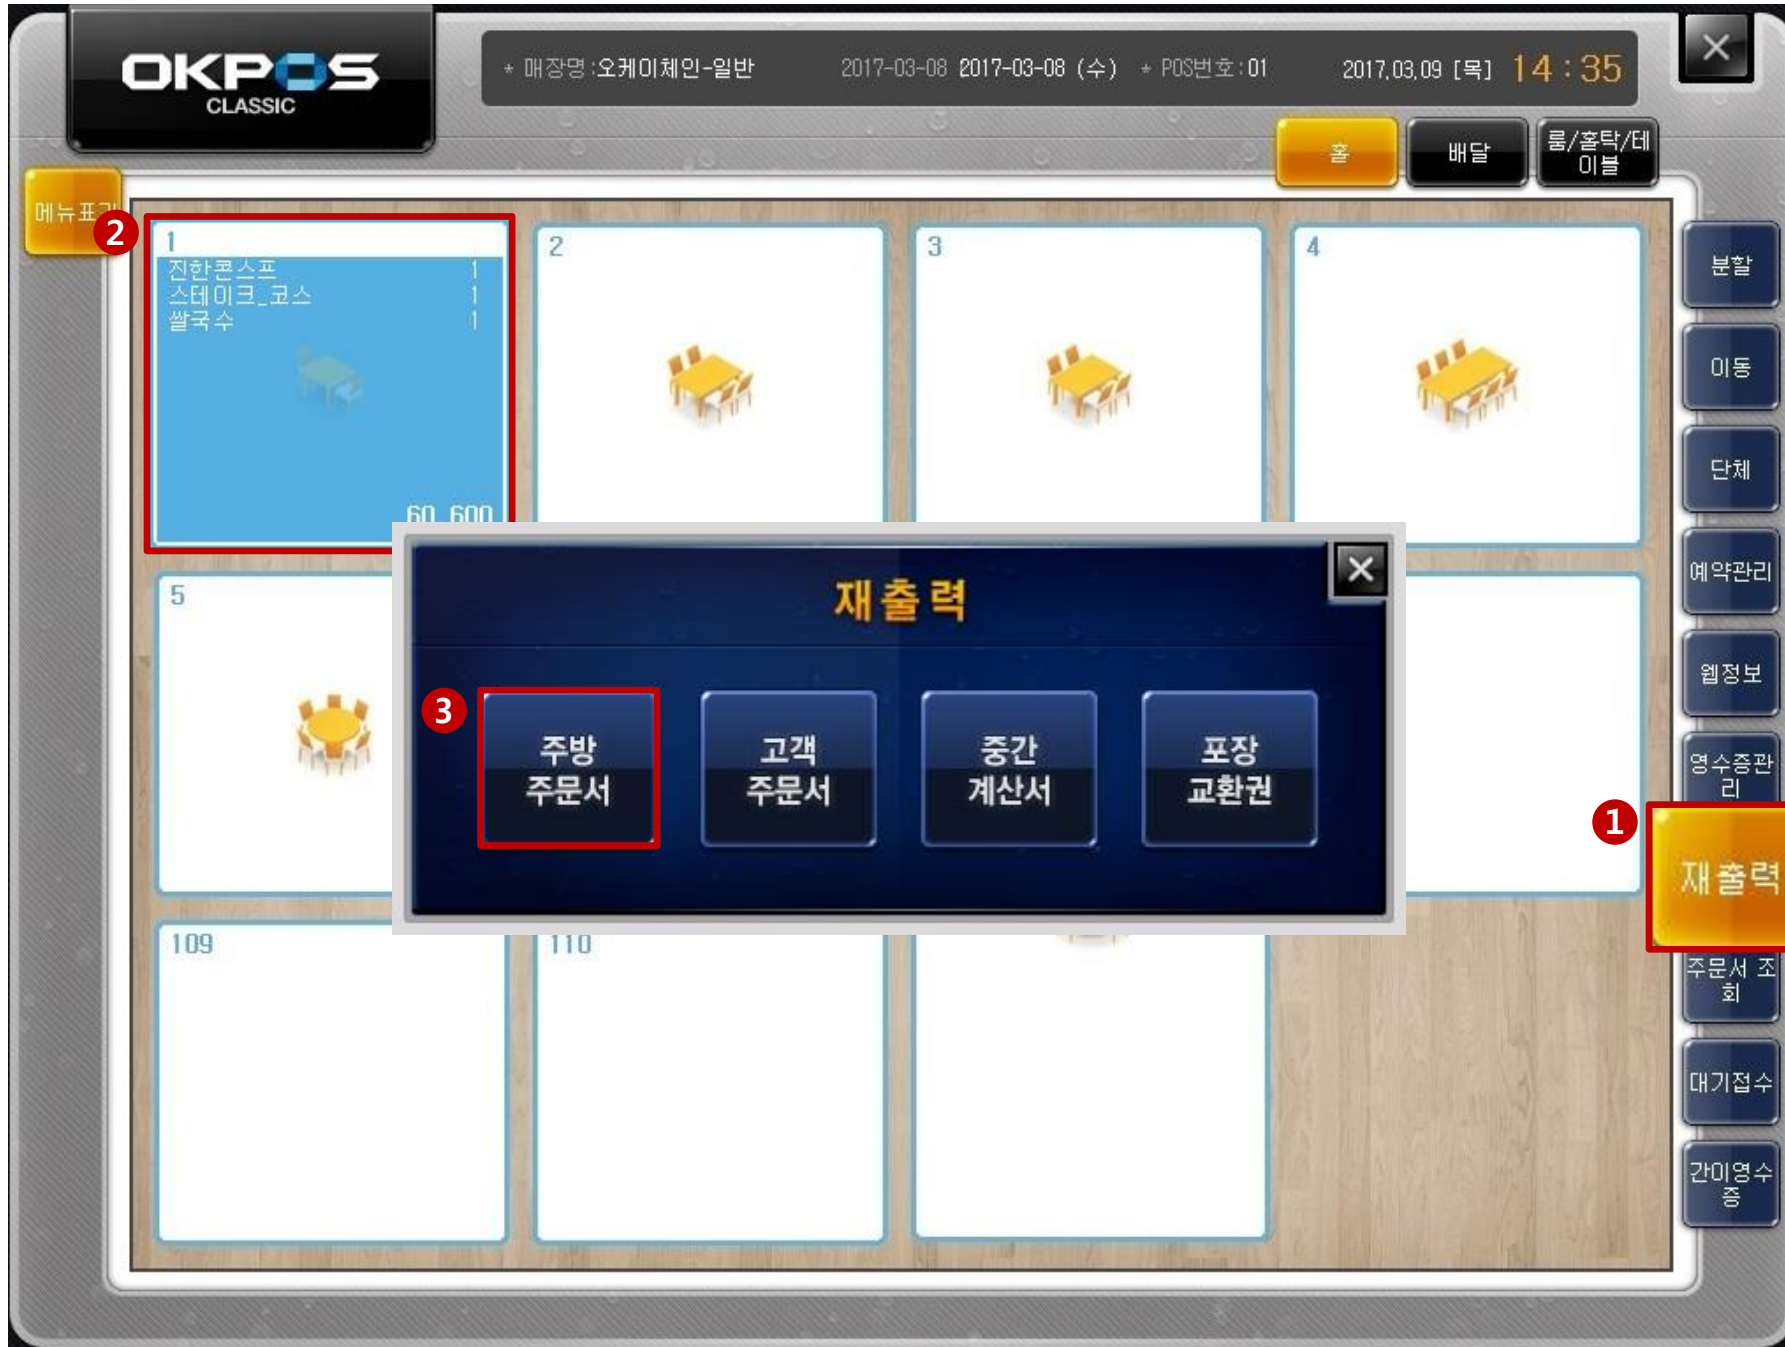 OKPOS
CLASSIC
* 매장명:오케이체인-일반 2017-03-08 2017-03-08 (수) * POS번호:01 2017.03.09 [목] 14:35
홀
배달
룸/홀탁/테
이블
2
1
진한콘스프 1
스테이크_코스 1
쌀국수 1
60,600
2
3
4
분할
이동
단체
예약관리
웹정보
영수증관
리
1
재출력
주문서 조
회
대기접수
간이영수
증
5
재출력
3
주방
주문서
고객
주문서
중간
계산서
포장
교환권
109
110